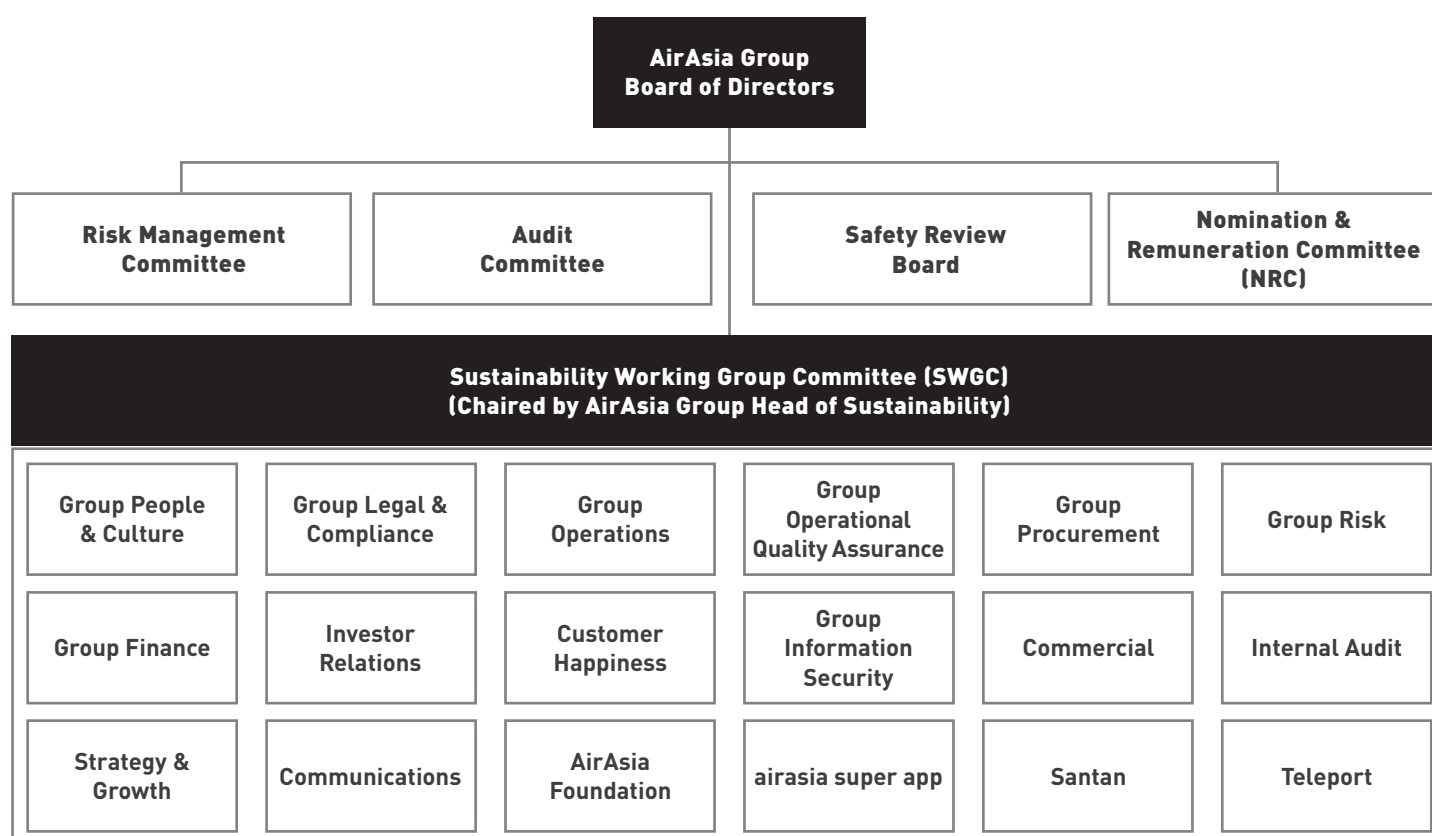 AirAsia Group
Board of Directors
Risk Management
Committee
Audit
Committee
Safety Review
Board
Nomination &
Remuneration Committee
(NRC)
Sustainability Working Group Committee (SWGC)
(Chaired by AirAsia Group Head of Sustainability)
Group People
& Culture
Group Legal &
Compliance
Group
Operations
Group
Operational
Quality Assurance
Group
Procurement
Group Risk
Group Finance
Investor
Relations
Customer
Happiness
Group
Information
Security
Commercial
Internal Audit
Strategy &
Growth
Communications
AirAsia
Foundation
airasia super app
Santan
Teleport